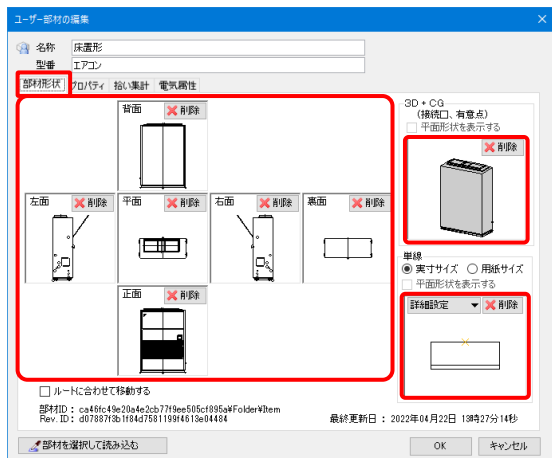 ユーザー部材の編集
名称 床置形
型番 エアコン
部材形状 プロパティ 拾い集計 電気属性
背面 削除
左面 削除 平面 削除 右面 削除 裏面 削除
正面 削除
3D + CG
(接続口、有意点)
平面形状を表示する
削除
単線
実寸サイズ 用紙サイズ
平面形状を表示する
詳細設定 削除
ルートに合わせて移動する
部材ID : ca46fc49e20a4e2cb77f9ee505cf895a¥Folder¥Item
Rev. ID : d07887f3b1f84d7581199f4613e04484
最終更新日 : 2022年04月22日 13時27分14秒
部材を選択して読み込む OK キャンセル